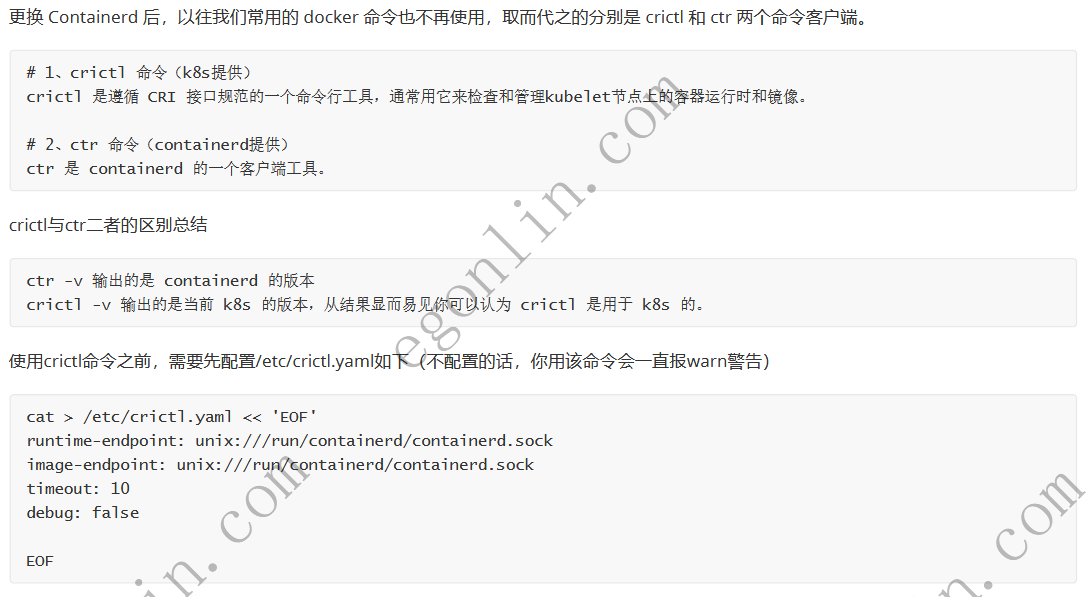 更换 Containerd 后，以往我们常用的 docker 命令也不再使用，取而代之的分别是 crictl 和 ctr 两个命令客户端。
# 1、crictl 命令（k8s提供）
crictl 是遵循 CRI 接口规范的一个命令行工具，通常用它来检查和管理kubelet节点上的容器运行时和镜像。
# 2、ctr 命令（containerd提供）
ctr 是 containerd 的一个客户端工具。
crictl与ctr二者的区别总结
ctr -v 输出的是 containerd 的版本
crictl -v 输出的是当前 k8s 的版本，从结果显而易见你可以认为 crictl 是用于 k8s 的。
使用crictl命令之前，需要先配置/etc/crictl.yaml如下（不配置的话，你用该命令会一直报warn警告）
cat > /etc/crictl.yaml << 'EOF'
runtime-endpoint: unix:///run/containerd/containerd.sock
image-endpoint: unix:///run/containerd/containerd.sock
timeout: 10
debug: false
EOF
egonlin.com
in.com
n.com